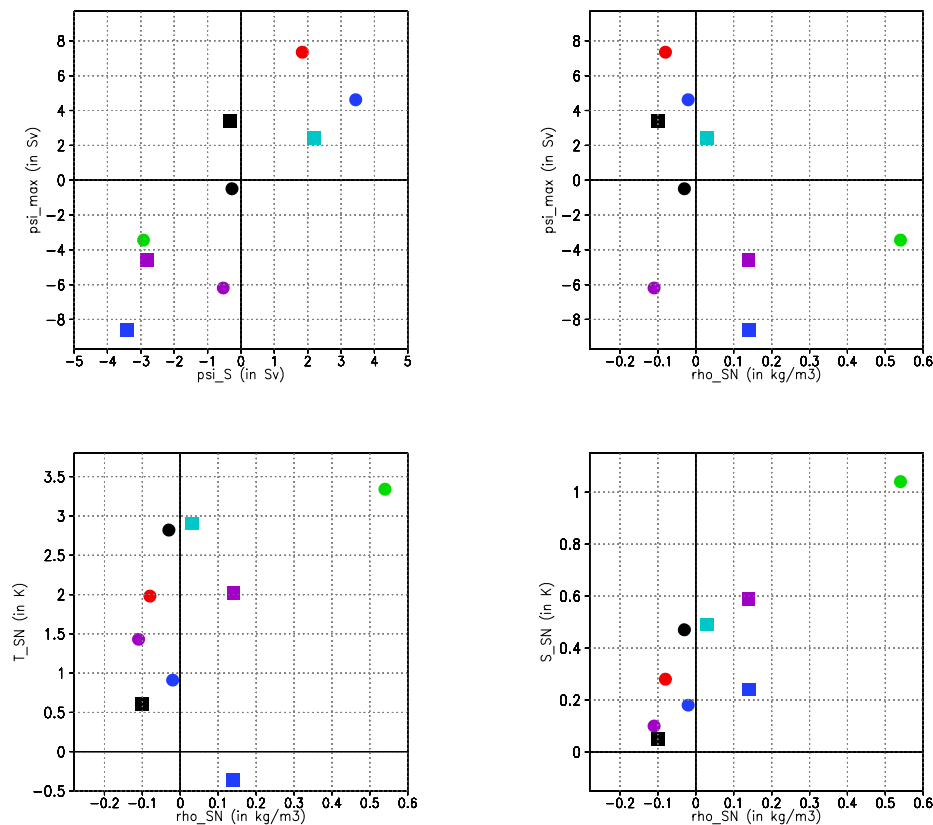 8
6
4
2
0
−2
−4
−6
−8
psi_max (in Sv)
−5 −4 −3 −2 −1 0 1 2 3 4 5
psi_S (in Sv)
8
6
4
2
0
−2
−4
−6
−8
psi_max (in Sv)
−0.2 −0.1 0 0.1 0.2 0.3 0.4 0.5 0.6
rho_SN (in kg/m3)
3.5
3
2.5
2
1.5
1
0.5
0
−0.5
T_SN (in K)
−0.2 −0.1 0 0.1 0.2 0.3 0.4 0.5 0.6
rho_SN (in kg/m3)
1
0.8
0.6
0.4
0.2
0
S_SN (in K)
−0.2 −0.1 0 0.1 0.2 0.3 0.4 0.5 0.6
rho_SN (in kg/m3)